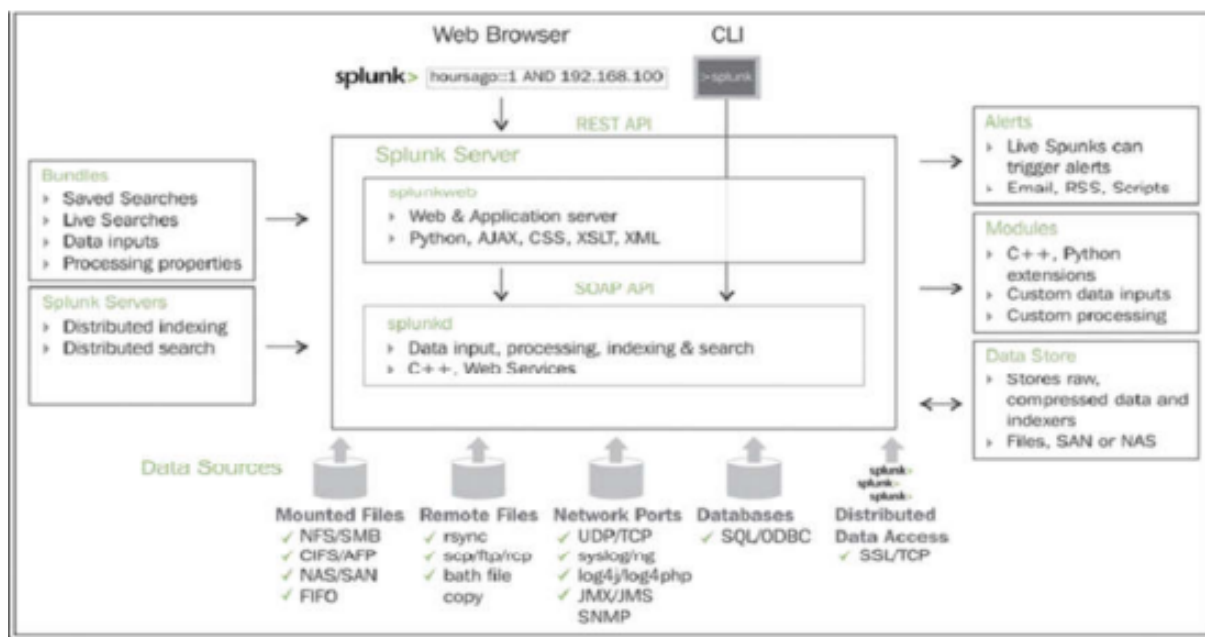 Web Browser
CLI
splunk> hoursago::1 AND 192.168.100
>splunk
REST API
Splunk Server
Bundles
Saved Searches
Live Searches
Data inputs
Processing properties
Splunk Servers
Distributed indexing
Distributed search
splunkweb
Web & Application server
Python, AJAX, CSS, XSLT, XML
SOAP API
splunkd
Data input, processing, indexing & search
C++, Web Services
Alerts
Live Spunks can
trigger alerts
Email, RSS, Scripts
Modules
C++, Python
extensions
Custom data inputs
Custom processing
Data Store
Stores raw,
compressed data and
indexers
Files, SAN or NAS
Data Sources
Mounted Files
✓ NFS/SMB
✓ CIFS/AFP
✓ NAS/SAN
✓ FIFO
Remote Files
✓ rsync
✓ scp/ftp/rcp
✓ bath file
copy
Network Ports
✓ UDP/TCP
✓ syslog/ng
✓ log4j/log4php
✓ JMX/JMS
SNMP
Databases
✓ SQL/ODBC
splunk>
splunk>
splunk>
Distributed
Data Access
✓ SSL/TCP